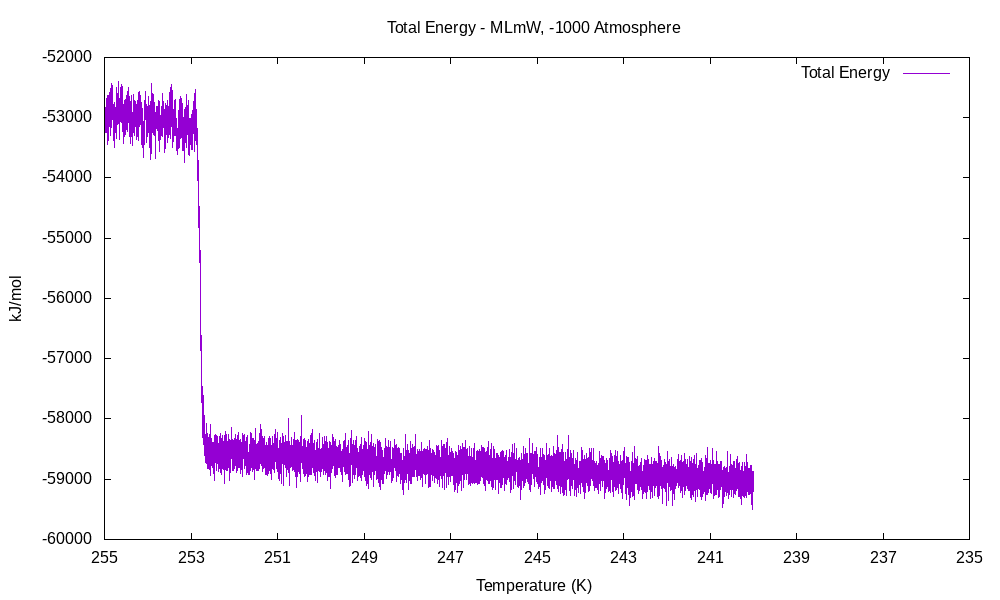 Total Energy - MLmW, -1000 Atmosphere
Total Energy
-52000
-53000
-54000
-55000
-56000
-57000
-58000
-59000
-60000
kJ/mol
255 253 251 249 247 245 243 241 239 237 235
Temperature (K)